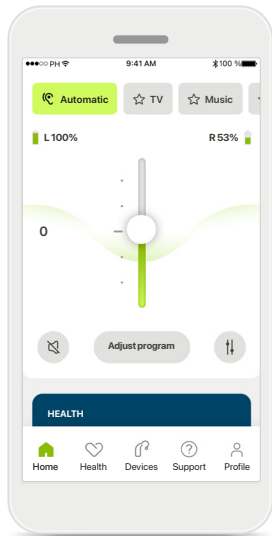 ●●●○○ PH 9:41 AM 100 %
Automatic TV Music
L 100% R 53%
0
Adjust program
HEALTH
Home Health Devices Support Profile